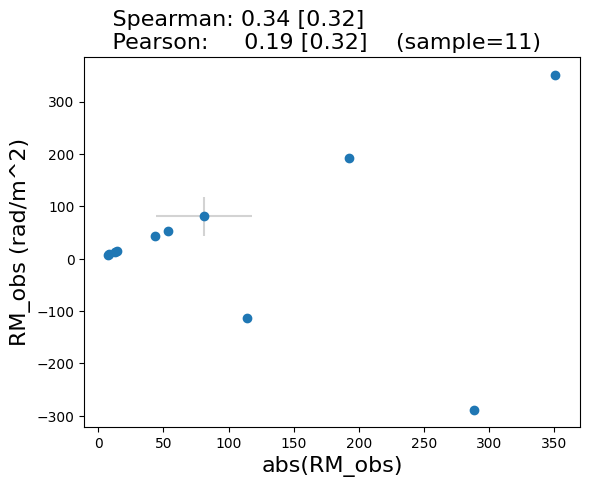 Spearman: 0.34 [0.32]
Pearson: 0.19 [0.32] (sample=11)
RM_obs (rad/m^2)
300
200
100
0
−100
−200
−300
0 50 100 150 200 250 300 350
abs(RM_obs)